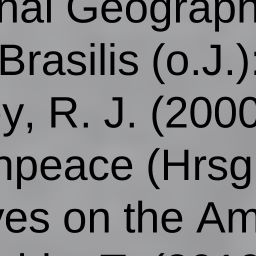 nal Geograph
Brasilis (o.J.):
y, R. J. (2000
npeace (Hrsg
ves on the Am